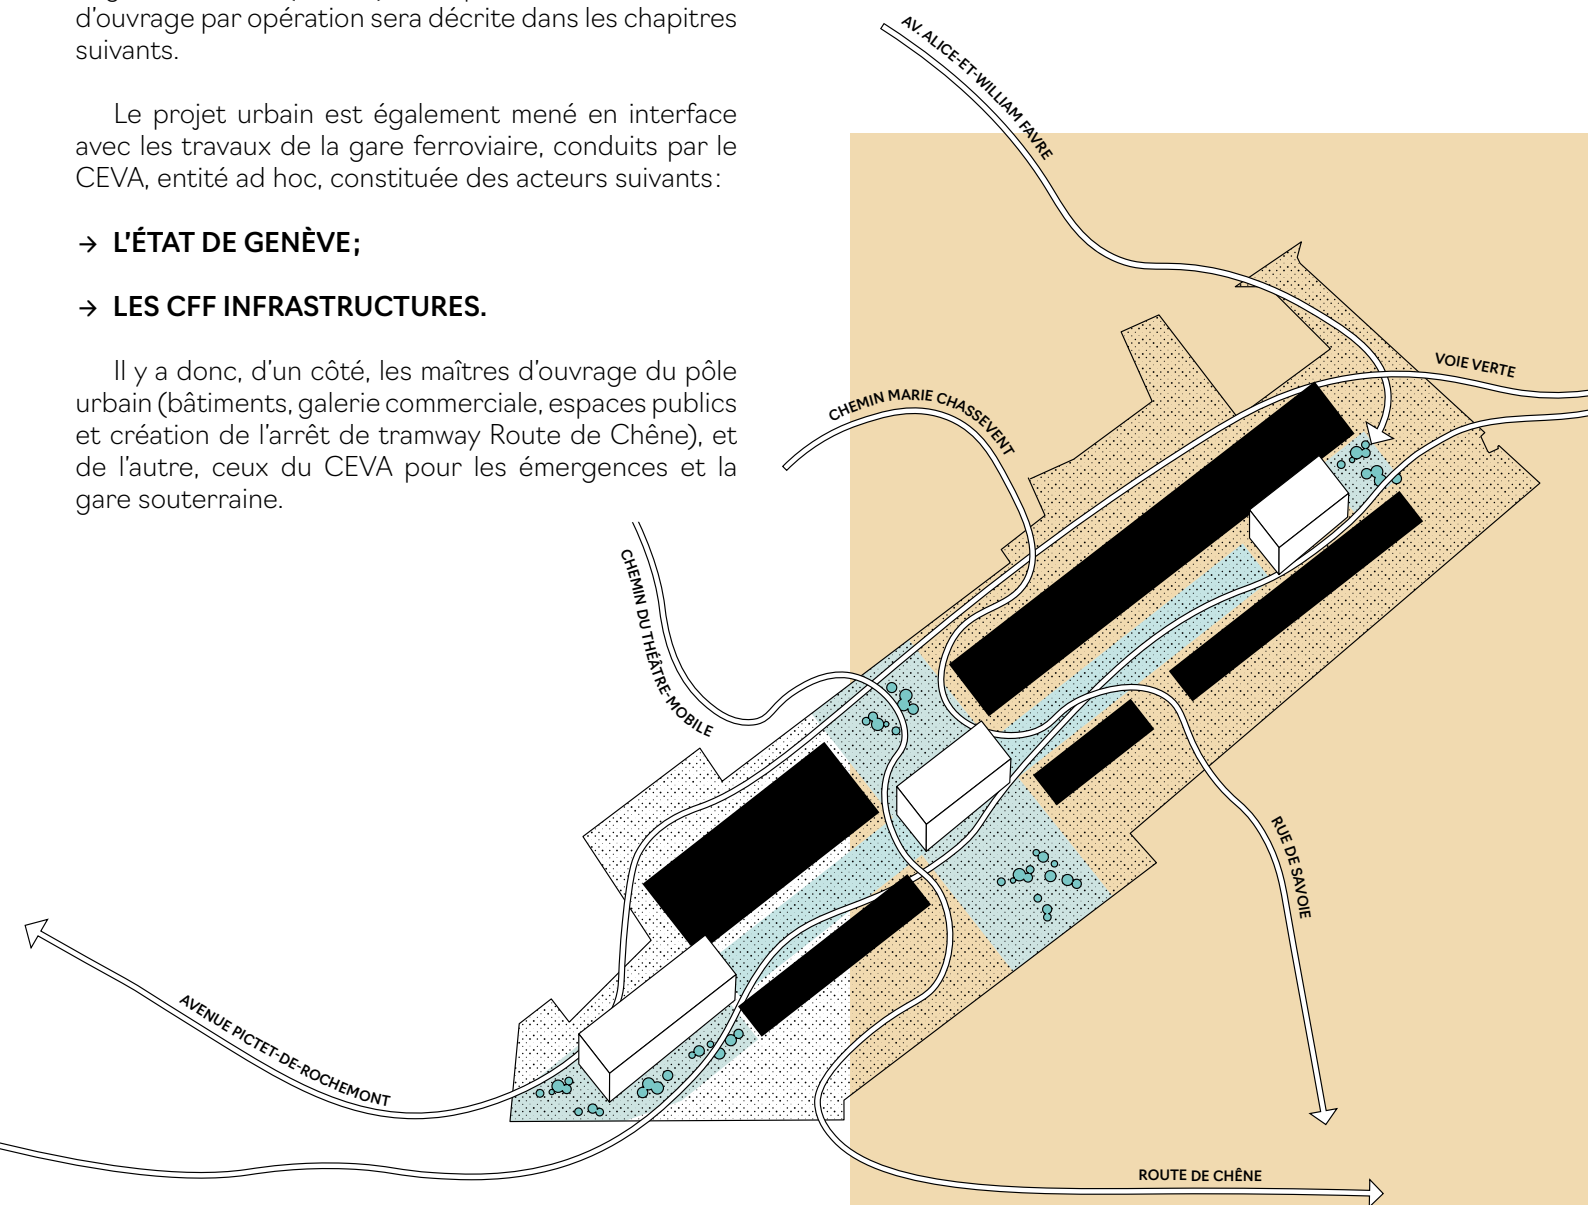 d'ouvrage par opération sera décrite dans les chapitres
suivants.
Le projet urbain est également mené en interface
avec les travaux de la gare ferroviaire, conduits par le
CEVA, entité ad hoc, constituée des acteurs suivants :
→ L'ÉTAT DE GENÈVE ;
→ LES CFF INFRASTRUCTURES.
Il y a donc, d'un côté, les maîtres d'ouvrage du pôle
urbain (bâtiments, galerie commerciale, espaces publics
et création de l'arrêt de tramway Route de Chêne), et
de l'autre, ceux du CEVA pour les émergences et la
gare souterraine.
AV. ALICE-ET-WILLIAM FAVRE
VOIE VERTE
CHEMIN MARIE CHASSEVENT
CHEMIN DU THÉÂTRE-MOBILE
RUE DE SAVOIE
AVENUE PICTET-DE-ROCHEMONT
ROUTE DE CHÊNE